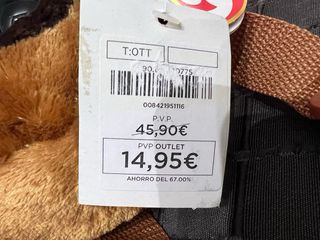 T:OTT
008421951116
P.V.P.
45,90€
PVP OUTLET
14,95€
AHORRO DEL 67.00%